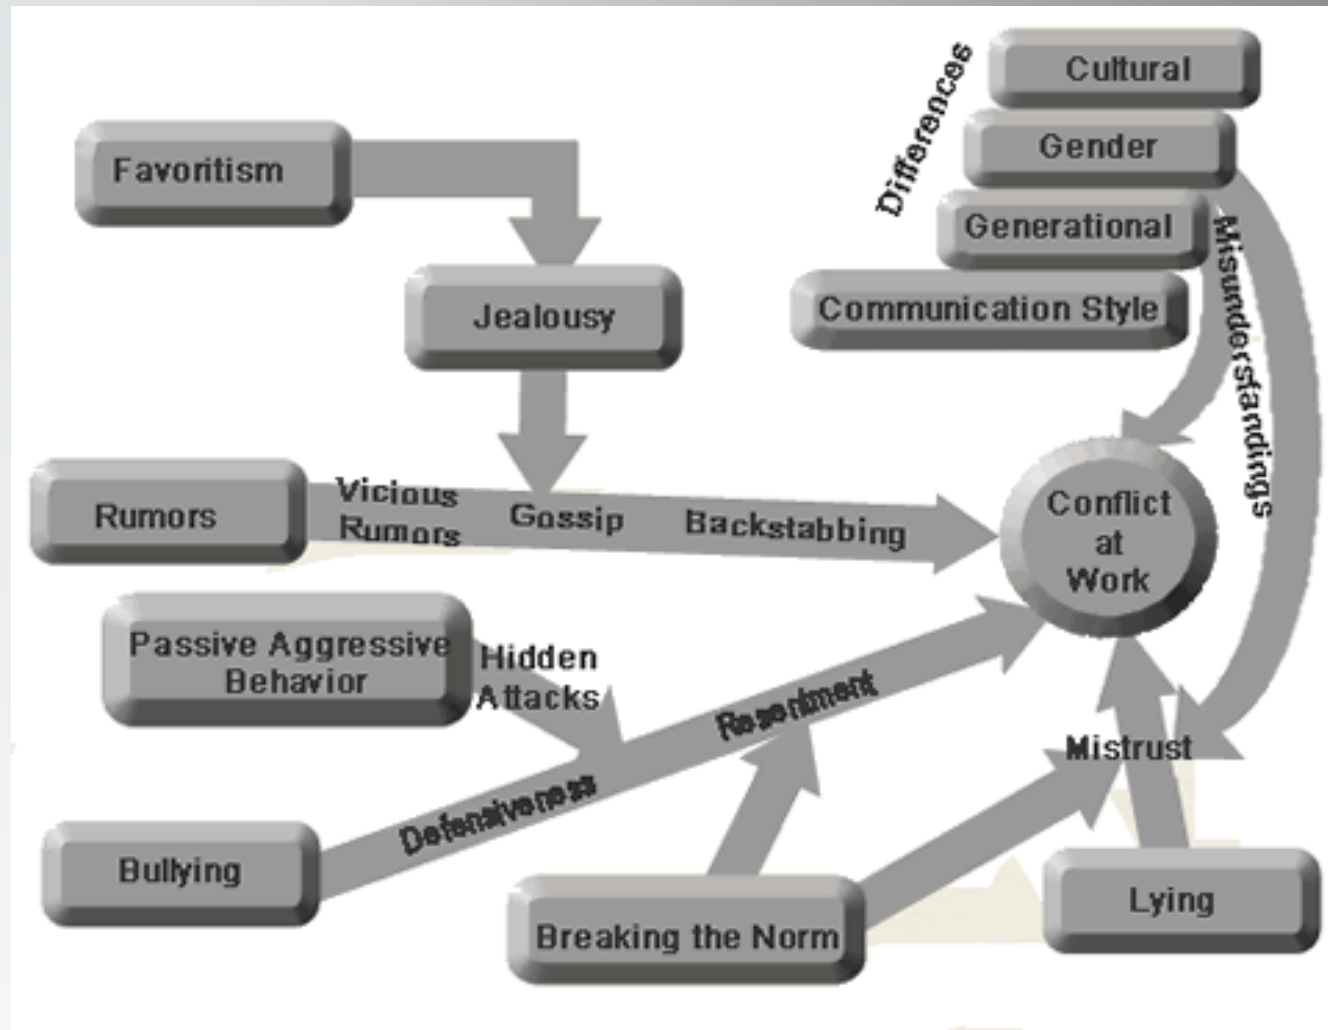 Differences
Cultural
Gender
Generational
Communication Style
Misunderstandings
Favoritism
Jealousy
Rumors
Vicious
Rumors
Gossip
Backstabbing
Conflict
at
Work
Passive Aggressive
Behavior
Hidden
Attacks
Resentment
Defensiveness
Mistrust
Bullying
Breaking the Norm
Lying